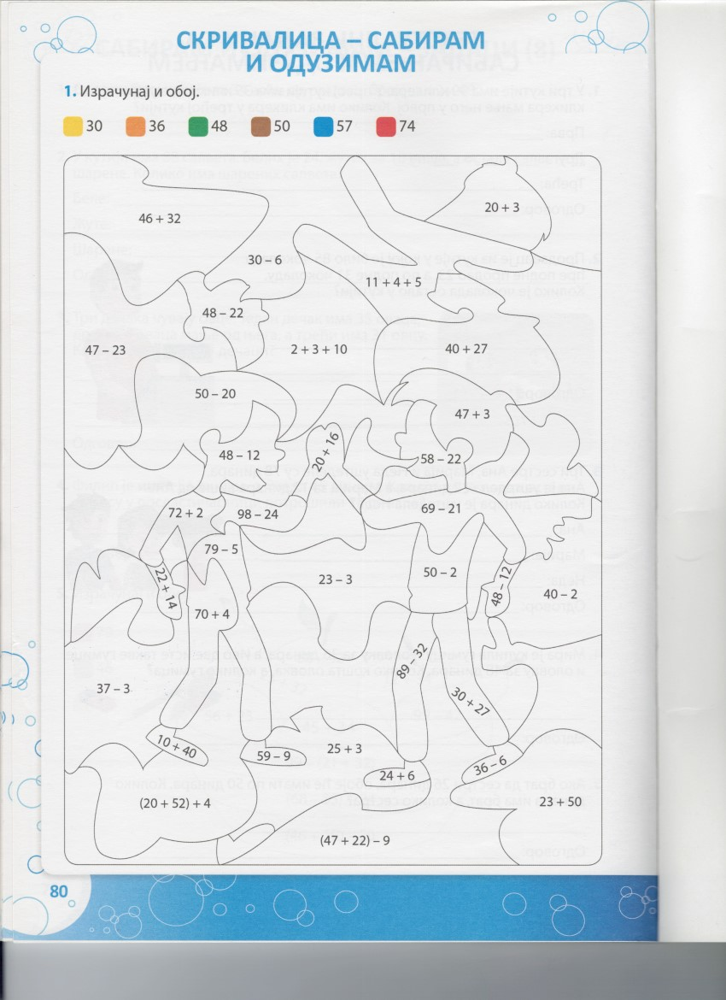 СКРИВАЛИЦА – САБИРАМ
И ОДУЗИМАМ
1. Израчунај и обој.
30 36 48 50 57 74
20 + 3
46 + 32
30 – 6
11 + 4 + 5
48 – 22
47 – 23
2 + 3 + 10
40 + 27
50 – 20
47 + 3
48 – 12
20 + 16
58 – 22
72 + 2
98 – 24
69 – 21
79 – 5
22 + 14
23 – 3
50 – 2
48 – 12
40 – 2
70 + 4
89 – 32
37 – 3
30 + 27
10 + 40
59 – 9
25 + 3
36 – 6
24 + 6
(20 + 52) + 4
23 + 50
(47 + 22) – 9
80